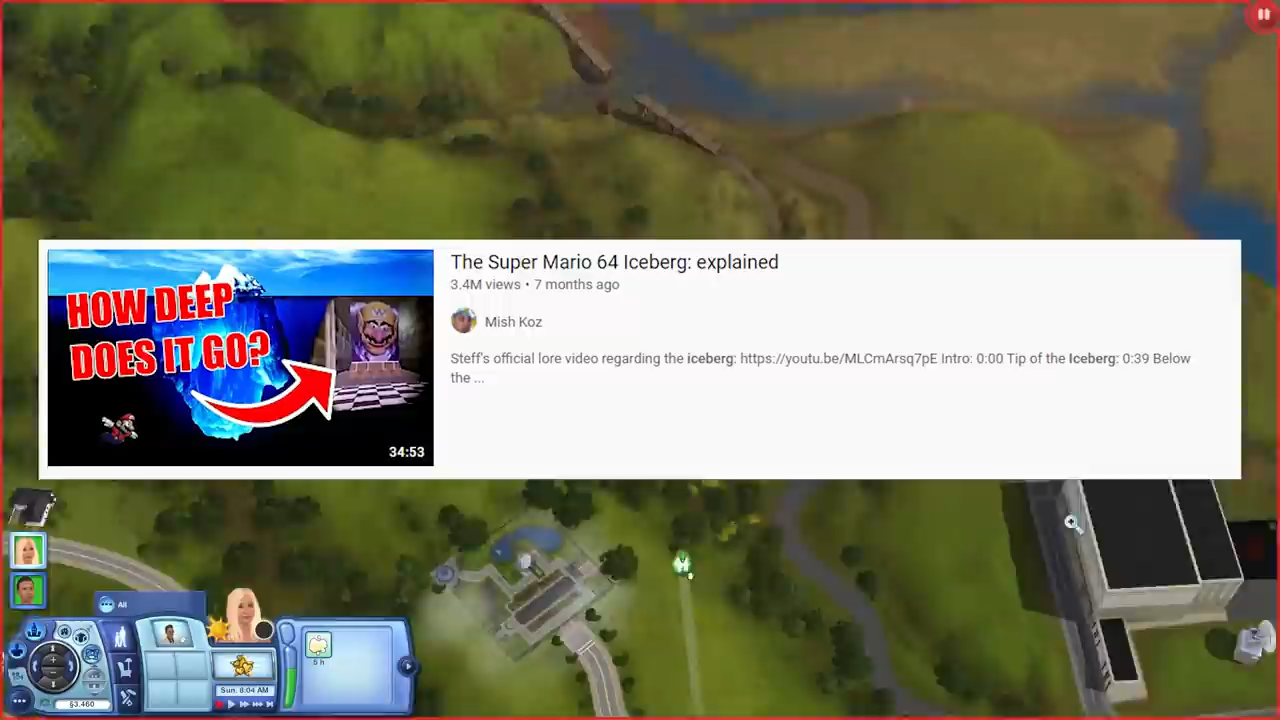 The Super Mario 64 Iceberg: explained
3.4M views • 7 months ago
HOW DEEP
DOES IT GO?
Mish Koz
Steff's official lore video regarding the iceberg: https://youtu.be/MLCmArsq7pE Intro: 0:00 Tip of the Iceberg: 0:39 Below
the ...
34:53
All
5 h
Sun. 8:04 AM
§3,460